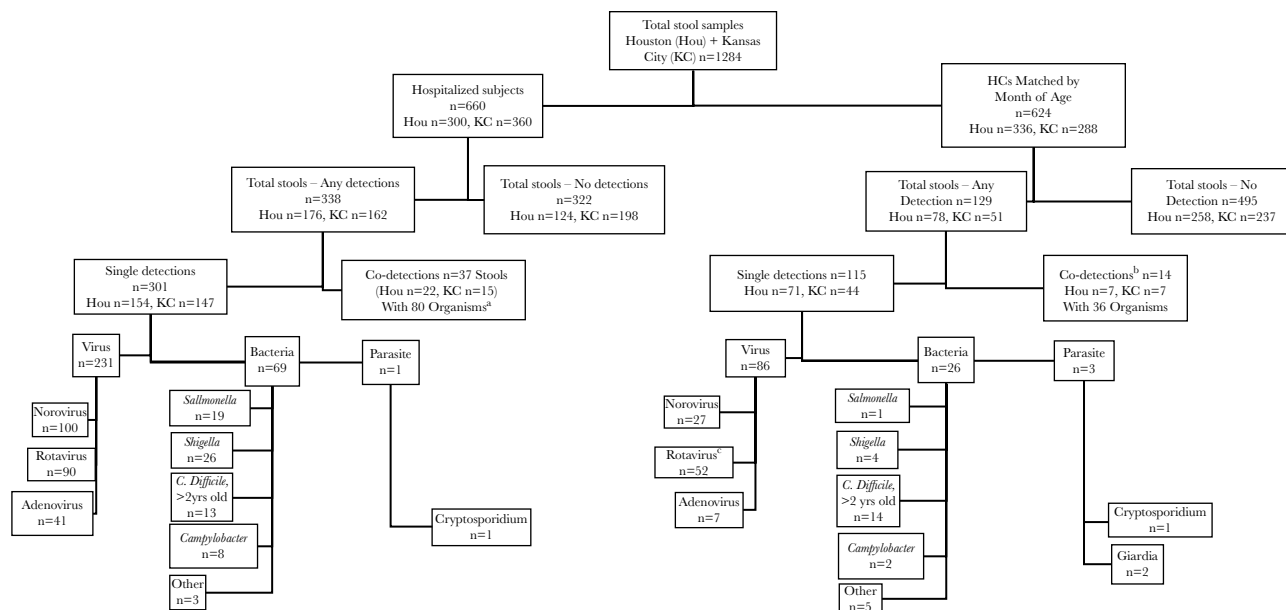 Total stool samples
Houston (Hou) + Kansas
City (KC) n=1284
Hospitalized subjects
n=660
Hou n=300, KC n=360
HCs Matched by
Month of Age
n=624
Hou n=336, KC n=288
Total stools – Any detections
n=338
Hou n=176, KC n=162
Total stools – No detections
n=322
Hou n=124, KC n=198
Total stools – Any
Detection n=129
Hou n=78, KC n=51
Total stools – No
Detection n=495
Hou n=258, KC n=237
Single detections
n=301
Hou n=154, KC n=147
Co-detections n=37 Stools
(Hou n=22, KC n=15)
With 80 Organismsᵃ
Single detections n=115
Hou n=71, KC n=44
Co-detectionsᵇ n=14
Hou n=7, KC n=7
With 36 Organisms
Virus
n=231
Bacteria
n=69
Parasite
n=1
Norovirus
n=100
Rotavirus
n=90
Adenovirus
n=41
Sallmonella
n=19
Shigella
n=26
C. Difficile,
>2yrs old
n=13
Campylobacter
n=8
Other
n=3
Cryptosporidium
n=1
Virus
n=86
Bacteria
n=26
Parasite
n=3
Norovirus
n=27
Rotavirusᶜ
n=52
Adenovirus
n=7
Salmonella
n=1
Shigella
n=4
C. Difficile,
>2 yrs old
n=14
Campylobacter
n=2
Other
n=5
Cryptosporidium
n=1
Giardia
n=2